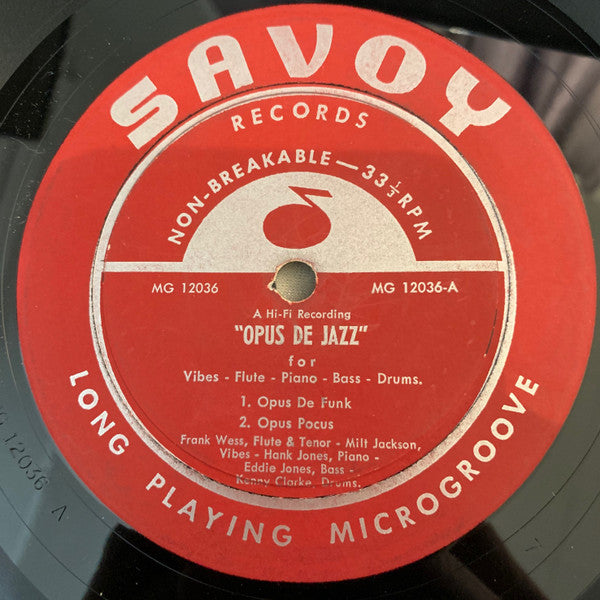 SAVOY
RECORDS
NON-BREAKABLE—33⅓RPM
MG 12036 MG 12036-A
A Hi-Fi Recording
"OPUS DE JAZZ"
for
Vibes - Flute - Piano - Bass - Drums.
1. Opus De Funk
2. Opus Pocus
Frank Wess, Flute & Tenor - Milt Jackson,
Vibes - Hank Jones, Piano -
Eddie Jones, Bass -
Kenny Clarke, Drums.
LONG PLAYING MICROGROOVE
12036 A